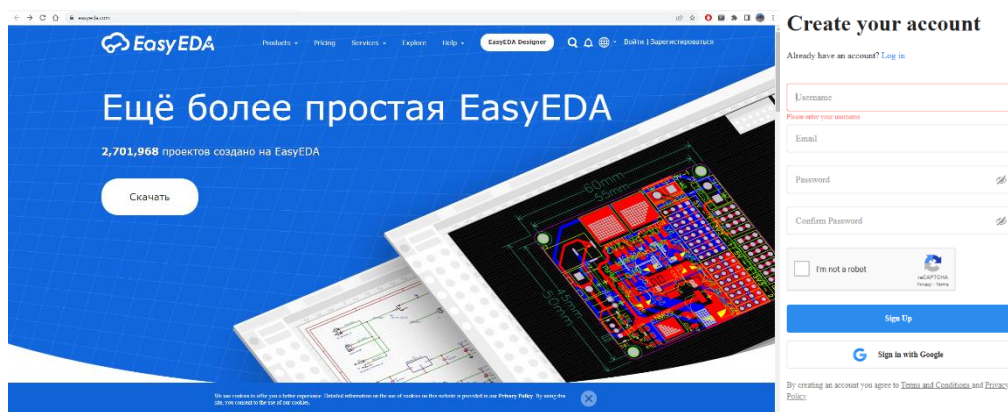 easyeda.com
EasyEDA
Products
Pricing
Services
Explore
Help
EasyEDA Designer
Войти | Зарегистрироваться
Ещё более простая EasyEDA
2,701,968 проектов создано на EasyEDA
Скачать
60mm
55mm
45mm
50mm
We use cookies to offer you a better experience. Detailed information on the use of cookies on this website is provided in our Privacy Policy. By using this
site, you consent to the use of our cookies.
Create your account
Already have an account? Log in
Username
Please enter your username
Email
Password
Confirm Password
I'm not a robot
reCAPTCHA
Privacy - Terms
Sign Up
Sign in with Google
By creating an account you agree to Terms and Conditions and Privacy
Policy